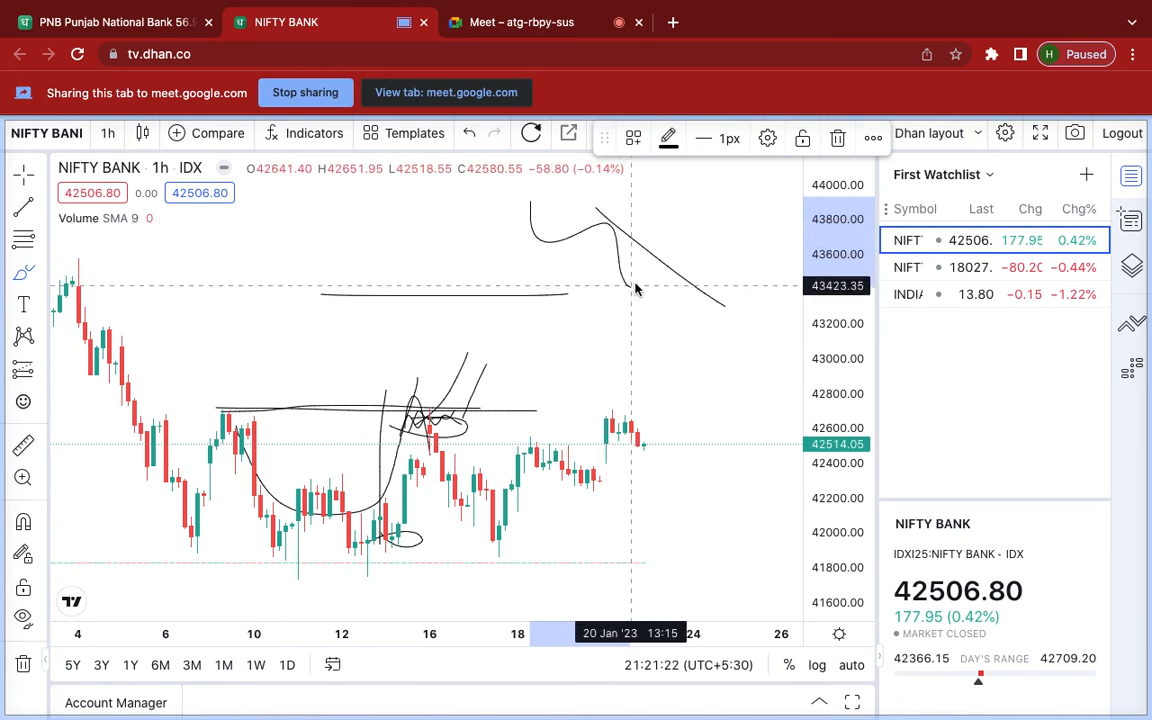 PNB Punjab National Bank 56.9
NIFTY BANK
Meet – atg-rbpy-sus
tv.dhan.co
H Paused
Sharing this tab to meet.google.com
Stop sharing
View tab: meet.google.com
NIFTY BANI
1h
Compare
Indicators
Templates
1px
Dhan layout
Logout
NIFTY BANK · 1h · IDX
O42641.40 H42651.95 L42518.55 C42580.55 −58.80 (−0.14%)
42506.80
0.00
42506.80
Volume SMA 9 0
44000.00
43800.00
43600.00
43423.35
43200.00
43000.00
42800.00
42600.00
42514.05
42400.00
42200.00
42000.00
41800.00
41600.00
4 6 10 12 16 18 20 Jan '23 13:15 24 26
5Y 3Y 1Y 6M 3M 1M 1W 1D
21:21:22 (UTC+5:30)
% log auto
Account Manager
First Watchlist
Symbol Last Chg Chg%
NIFT 42506. 177.95 0.42%
NIFT 18027. −80.20 −0.44%
INDIA 13.80 −0.15 −1.22%
NIFTY BANK
IDXI25:NIFTY BANK • IDX
42506.80
177.95 (0.42%)
MARKET CLOSED
42366.15 DAY'S RANGE 42709.20